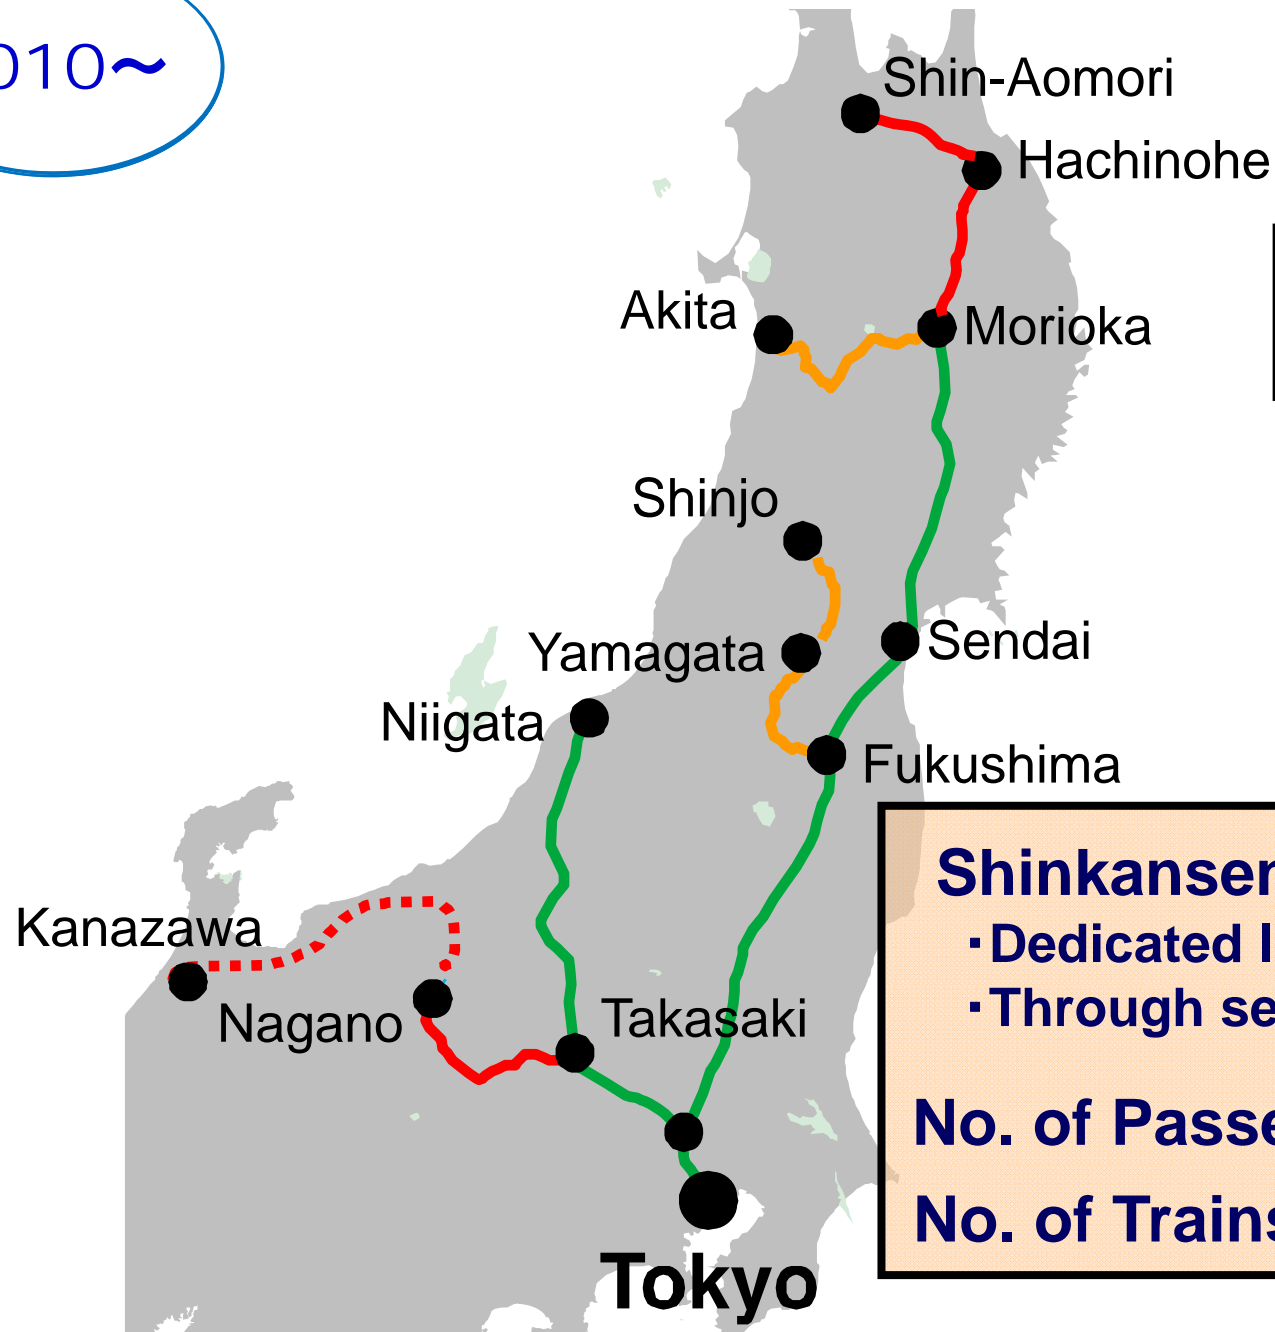 010～
Shin-Aomori
Hachinohe
Akita
Morioka
Shinjo
Yamagata
Sendai
Niigata
Fukushima
Kanazawa
Nagano
Takasaki
Tokyo
Shinkansen
・Dedicated l
・Through se
No. of Passe
No. of Trains